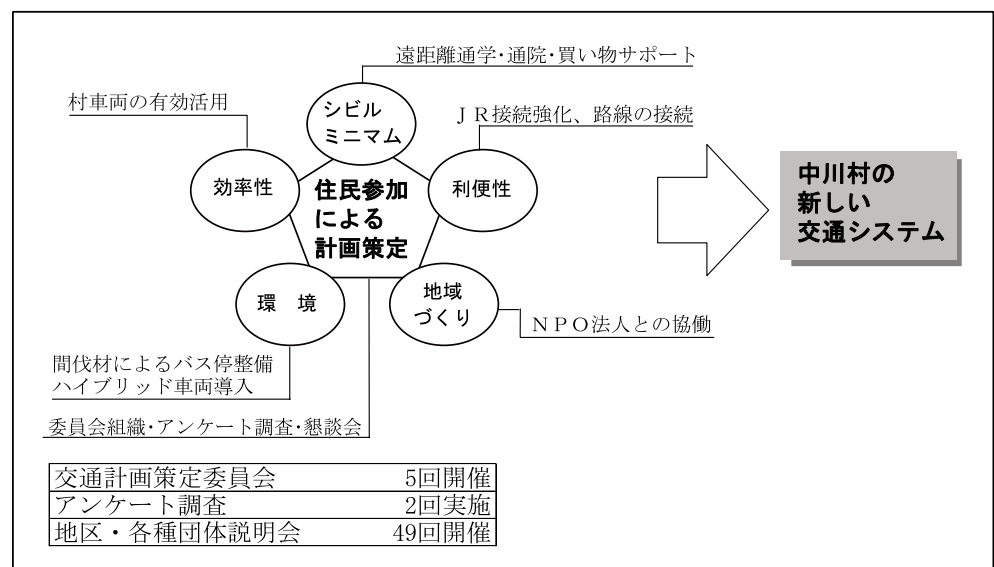 遠距離通学･通院･買い物サポート
村車両の有効活用
シビル
ミニマム
ＪＲ接続強化、路線の接続
効率性
住民参加
による
計画策定
利便性
中川村の
新しい
交通システム
環　境
地域
づくり
ＮＰＯ法人との協働
間伐材によるバス停整備
ハイブリッド車両導入
委員会組織･アンケート調査･懇談会
交通計画策定委員会　5回開催
アンケート調査　2回実施
地区・各種団体説明会　49回開催